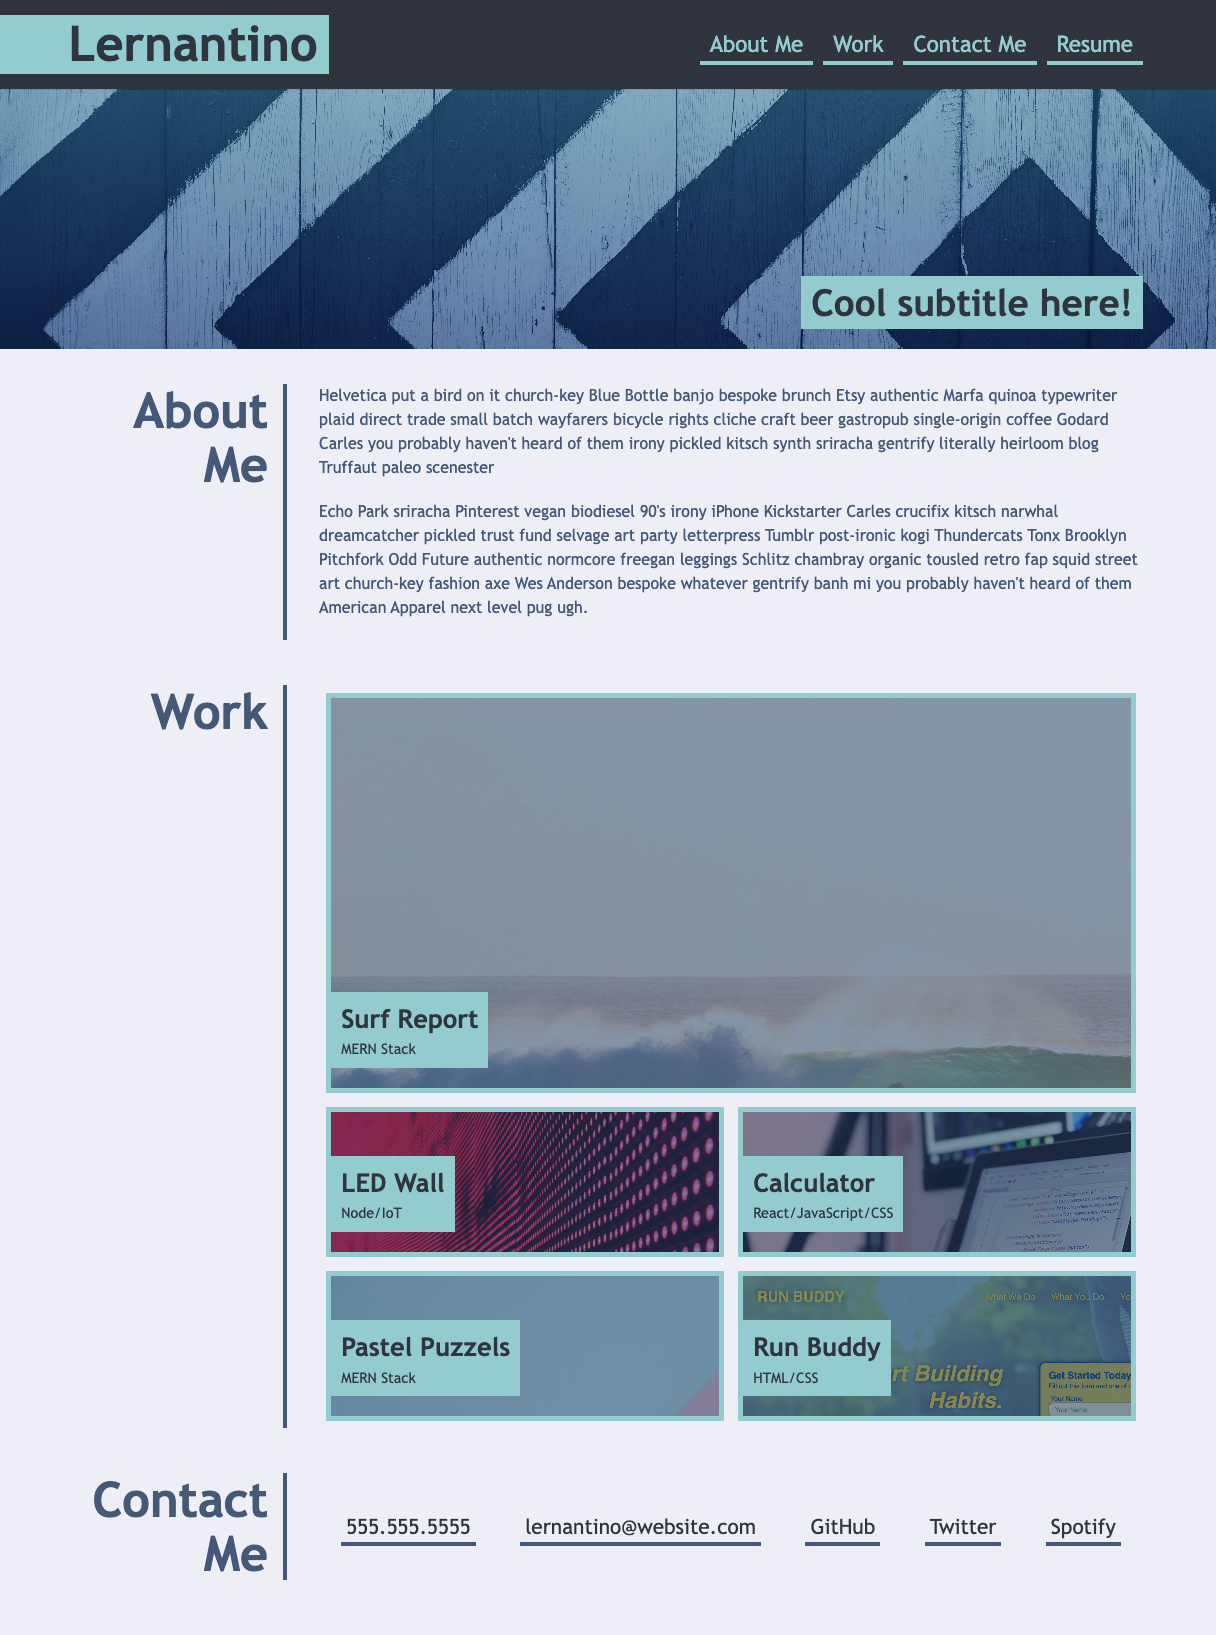 Lernantino
About Me Work Contact Me Resume
Cool subtitle here!
About
Me
Helvetica put a bird on it church-key Blue Bottle banjo bespoke brunch Etsy authentic Marfa quinoa typewriter
plaid direct trade small batch wayfarers bicycle rights cliche craft beer gastropub single-origin coffee Godard
Carles you probably haven't heard of them irony pickled kitsch synth sriracha gentrify literally heirloom blog
Truffaut paleo scenester
Echo Park sriracha Pinterest vegan biodiesel 90's irony iPhone Kickstarter Carles crucifix kitsch narwhal
dreamcatcher pickled trust fund selvage art party letterpress Tumblr post-ironic kogi Thundercats Tonx Brooklyn
Pitchfork Odd Future authentic normcore freegan leggings Schlitz chambray organic tousled retro fap squid street
art church-key fashion axe Wes Anderson bespoke whatever gentrify banh mi you probably haven't heard of them
American Apparel next level pug ugh.
Work
Surf Report
MERN Stack
LED Wall
Node/IoT
Calculator
React/JavaScript/CSS
Pastel Puzzels
MERN Stack
RUN BUDDY What We Do What You Do
Run Buddy
HTML/CSS
Building
Habits.
Get Started Today
Your Name
Your Name
Contact
Me
555.555.5555 lernantino@website.com GitHub Twitter Spotify